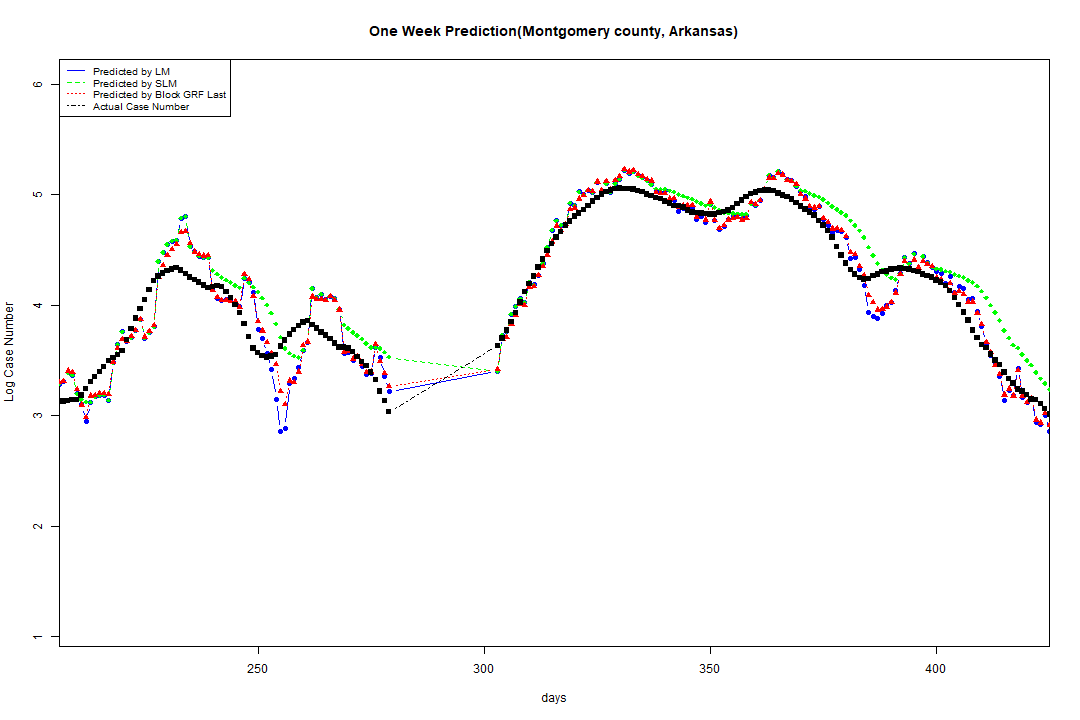 One Week Prediction(Montgomery county, Arkansas)
Predicted by LM
Predicted by SLM
Predicted by Block GRF Last
Actual Case Number
6
5
4
3
2
1
Log Case Number
250 300 350 400
days